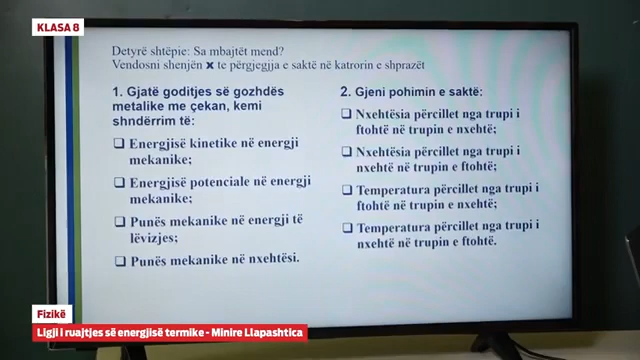 KLASA 8
Detyrë shtëpie: Sa mbajtët mend?
Vendosni shenjën x te përgjegjja e saktë në katrorin e shprazët
1. Gjatë goditjes së gozhdës
metalike me çekan, kemi
shndërrim të:
❑ Energjisë kinetike në energji
mekanike;
❑ Energjisë potenciale në energji
mekanike;
❑ Punës mekanike në energji të
lëvizjes;
❑ Punës mekanike në nxehtësi.
2. Gjeni pohimin e saktë:
❑ Nxehtësia përcillet nga trupi i
ftohtë në trupin e nxehtë;
❑ Nxehtësia përcillet nga trupi i
nxehtë në trupin e ftohtë;
❑ Temperatura përcillet nga trupi i
ftohtë në trupin e nxehtë;
❑ Temperatura përcillet nga trupi i
nxehtë në trupin e ftohtë.
Fizikë
Ligji i ruajtjes së energjisë termike - Minire Llapashtica